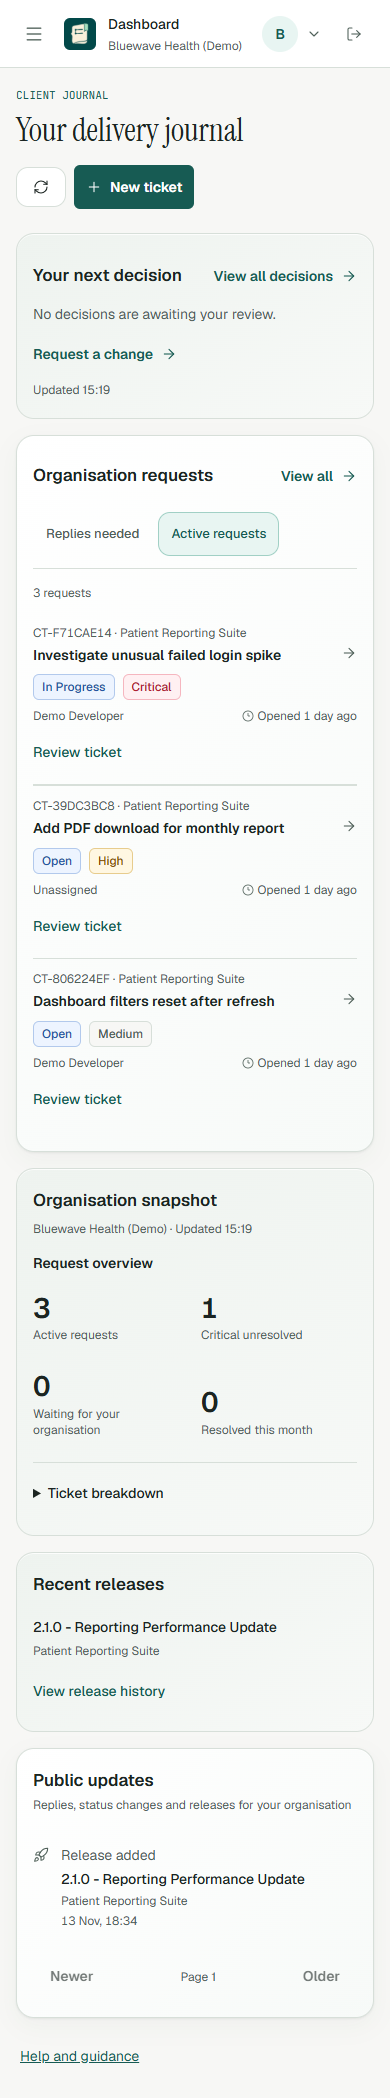 Dashboard
Bluewave Health (Demo)
B
CLIENT JOURNAL
Your delivery journal
New ticket
Your next decision
View all decisions
No decisions are awaiting your review.
Request a change
Updated 15:19
Organisation requests
View all
Replies needed
Active requests
3 requests
CT-F71CAE14 · Patient Reporting Suite
Investigate unusual failed login spike
In Progress
Critical
Demo Developer
Opened 1 day ago
Review ticket
CT-39DC3BC8 · Patient Reporting Suite
Add PDF download for monthly report
Open
High
Unassigned
Opened 1 day ago
Review ticket
CT-806224EF · Patient Reporting Suite
Dashboard filters reset after refresh
Open
Medium
Demo Developer
Opened 1 day ago
Review ticket
Organisation snapshot
Bluewave Health (Demo) · Updated 15:19
Request overview
3
Active requests
1
Critical unresolved
0
Waiting for your
organisation
0
Resolved this month
Ticket breakdown
Recent releases
2.1.0 - Reporting Performance Update
Patient Reporting Suite
View release history
Public updates
Replies, status changes and releases for your organisation
Release added
2.1.0 - Reporting Performance Update
Patient Reporting Suite
13 Nov, 18:34
Newer
Page 1
Older
Help and guidance